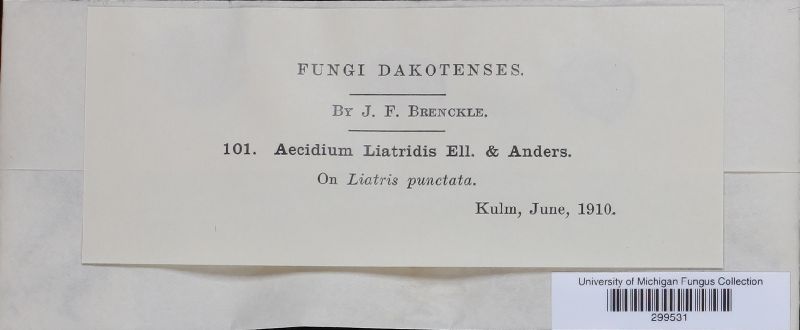 FUNGI DAKOTENSES.
By J. F. Brenckle.
101. Aecidium Liatridis Ell. & Anders.
On Liatris punctata.
Kulm, June, 1910.
University of Michigan Fungus Collection
299531